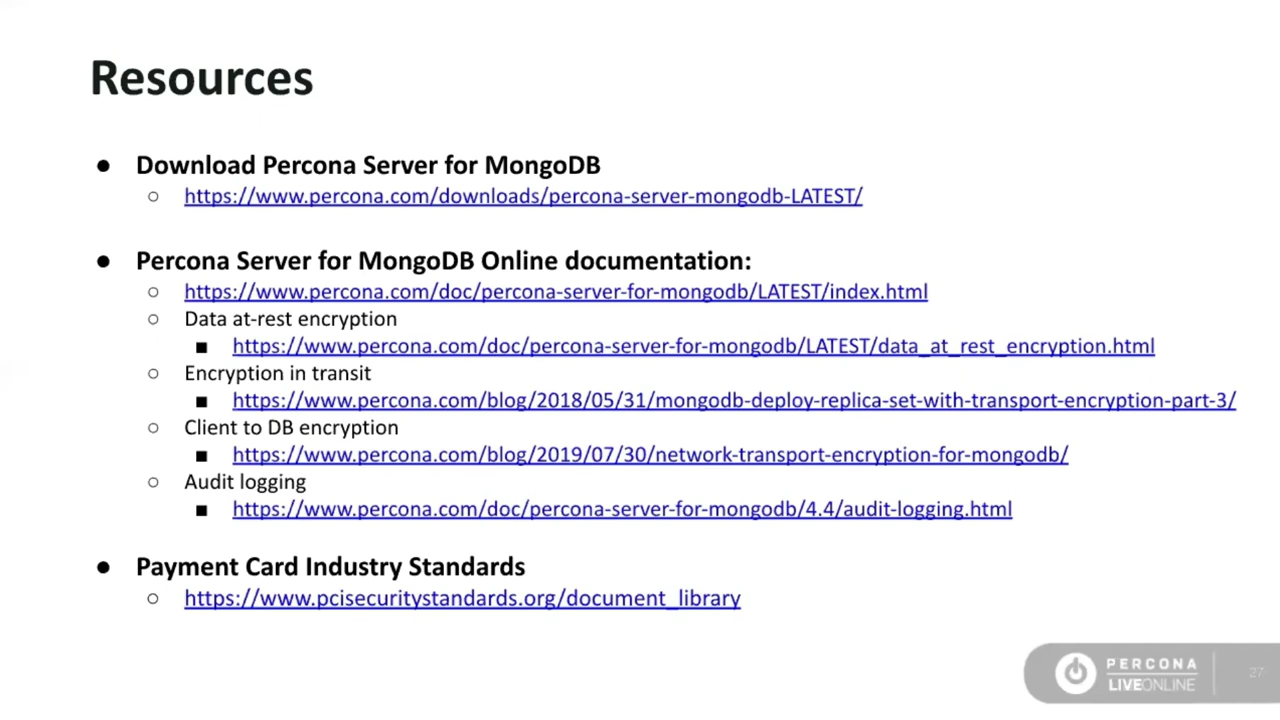 Resources
● Download Percona Server for MongoDB
○ https://www.percona.com/downloads/percona-server-mongodb-LATEST/
● Percona Server for MongoDB Online documentation:
○ https://www.percona.com/doc/percona-server-for-mongodb/LATEST/index.html
○ Data at-rest encryption
■ https://www.percona.com/doc/percona-server-for-mongodb/LATEST/data_at_rest_encryption.html
○ Encryption in transit
■ https://www.percona.com/blog/2018/05/31/mongodb-deploy-replica-set-with-transport-encryption-part-3/
○ Client to DB encryption
■ https://www.percona.com/blog/2019/07/30/network-transport-encryption-for-mongodb/
○ Audit logging
■ https://www.percona.com/doc/percona-server-for-mongodb/4.4/audit-logging.html
● Payment Card Industry Standards
○ https://www.pcisecuritystandards.org/document_library
PERCONA
LIVEONLINE
27